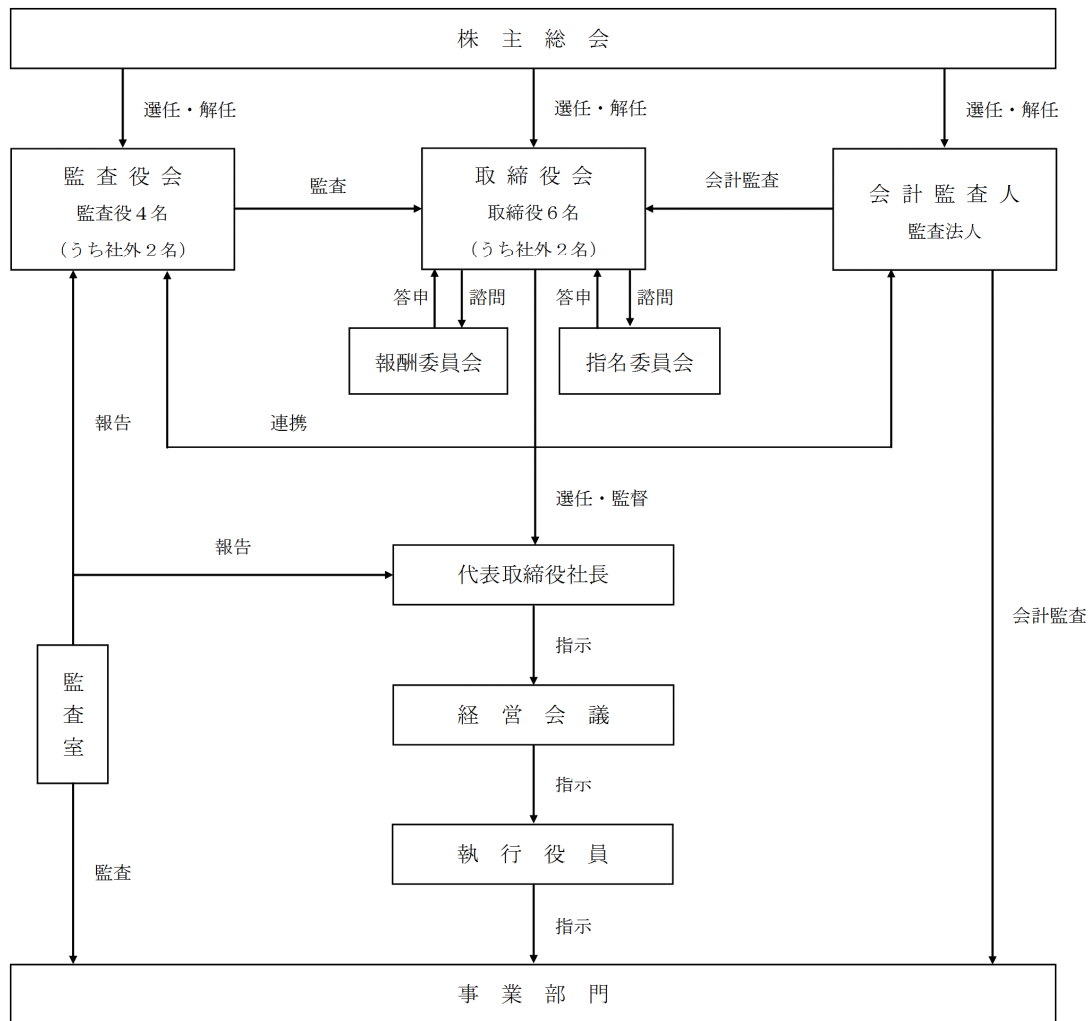 株主総会
選任・解任
選任・解任
選任・解任
監査役会
監査役４名
（うち社外２名）
監査
取締役会
取締役６名
（うち社外２名）
会計監査
会計監査人
監査法人
答申
諮問
答申
諮問
報酬委員会
指名委員会
報告
連携
選任・監督
報告
代表取締役社長
会計監査
指示
監査室
経営会議
指示
執行役員
監査
指示
事業部門